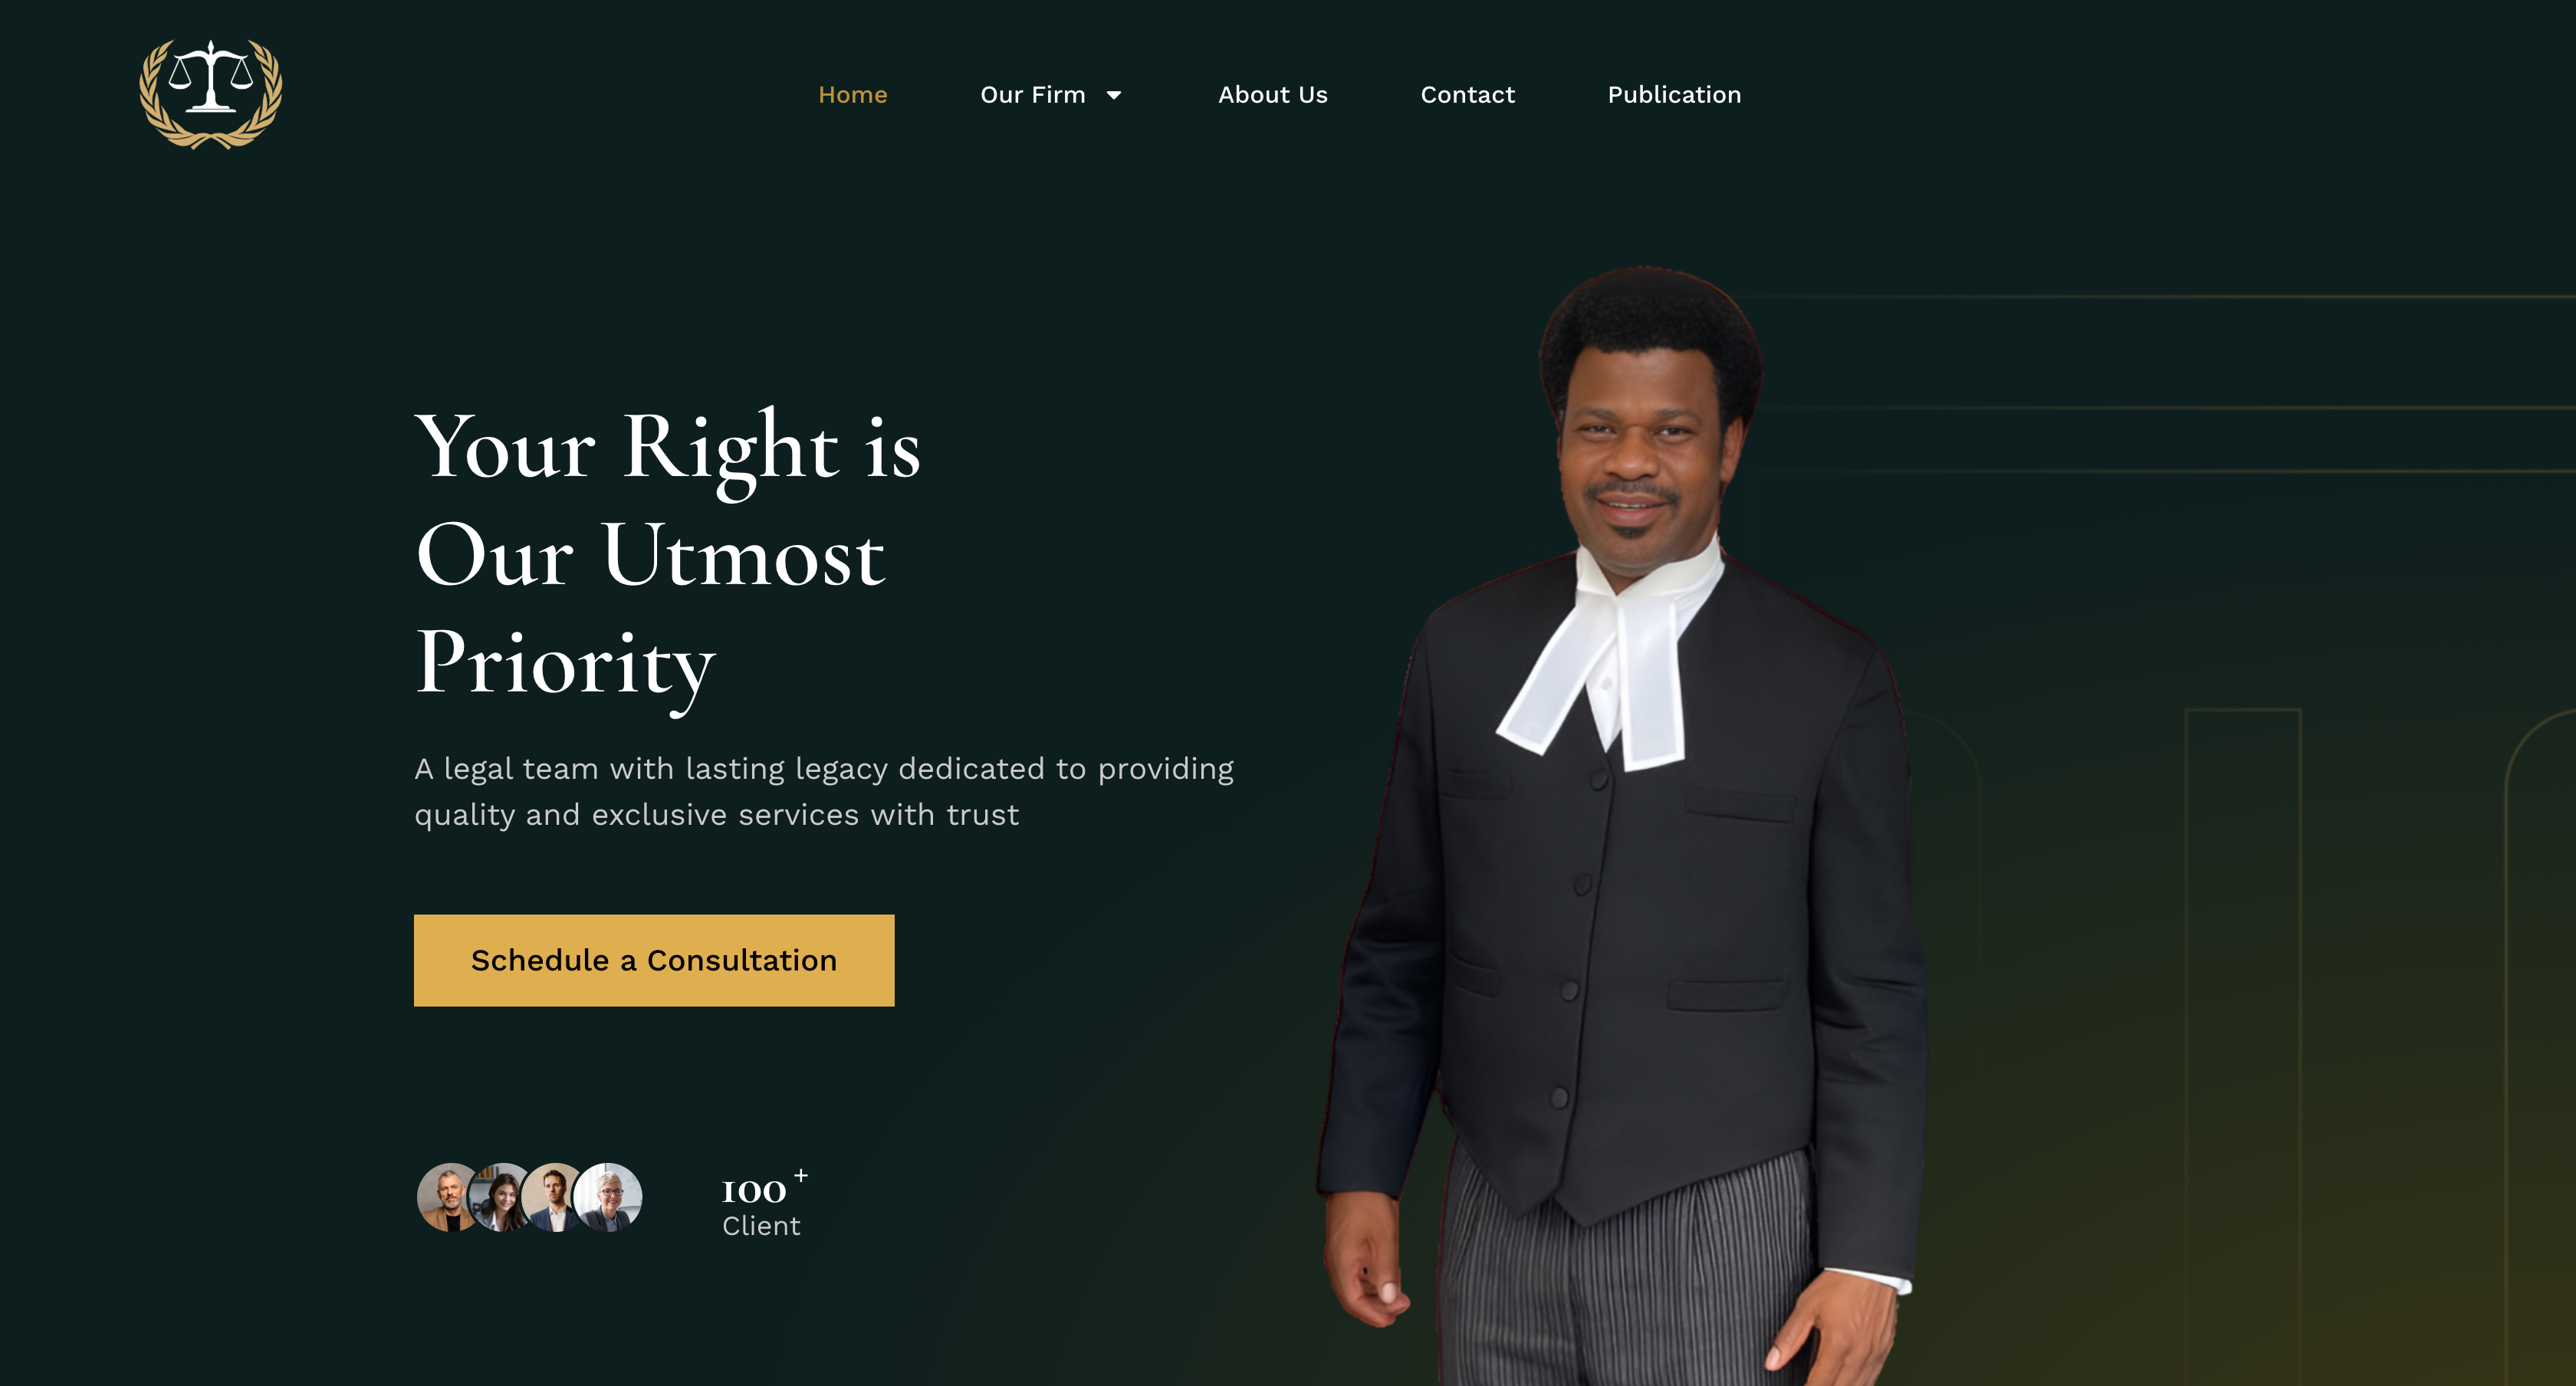 Home
Our Firm
About Us
Contact
Publication
Your Right is
Our Utmost
Priority
A legal team with lasting legacy dedicated to providing
quality and exclusive services with trust
Schedule a Consultation
100+
Client